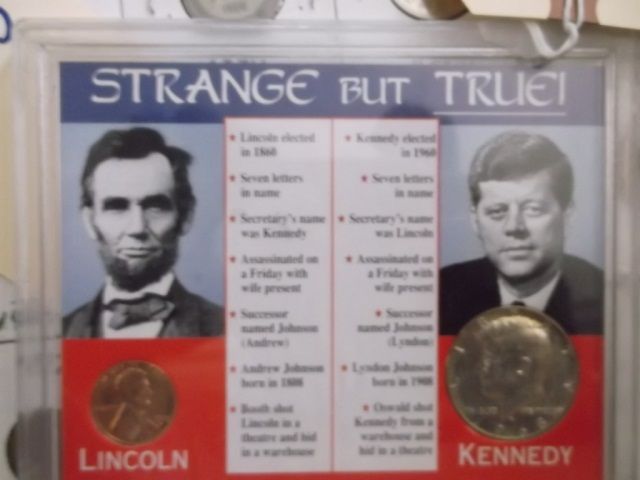 STRANGE BUT TRUE!
★ Lincoln elected
in 1860
★ Seven letters
in name
★ Secretary's name
was Kennedy
★ Assassinated on
a Friday with
wife present
★ Successor
named Johnson
(Andrew)
★ Andrew Johnson
born in 1808
★ Booth shot
Lincoln in a
theatre and hid
in a warehouse
★ Kennedy elected
in 1960
★ Seven letters
in name
★ Secretary's name
was Lincoln
★ Assassinated on
a Friday with
wife present
★ Successor
named Johnson
(Lyndon)
★ Lyndon Johnson
born in 1908
★ Oswald shot
Kennedy from a
warehouse and
hid in a theatre
LINCOLN
KENNEDY